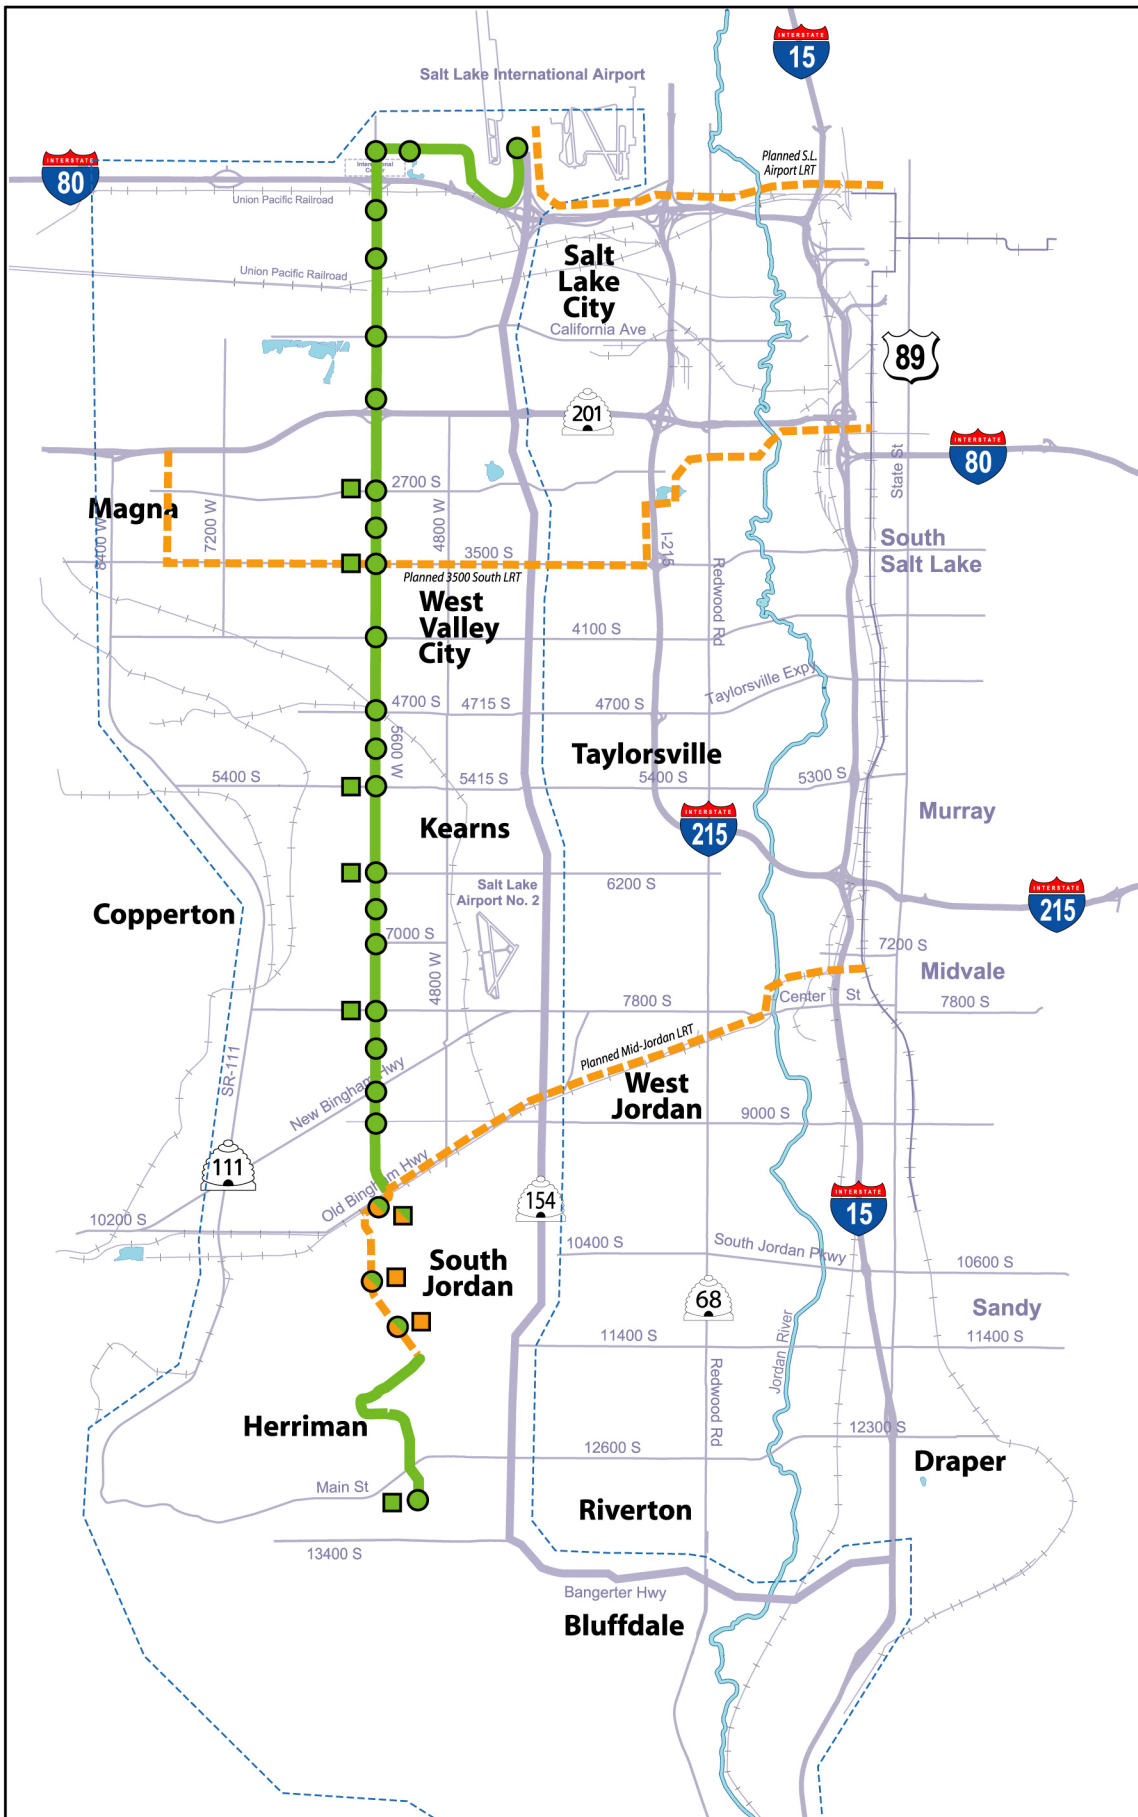 INTERSTATE
15
Salt Lake International Airport
INTERSTATE
80
International
Center
Planned S.L.
Airport LRT
Union Pacific Railroad
Union Pacific Railroad
Salt
Lake
City
California Ave
89
201
INTERSTATE
80
State St
2700 S
Magna
8400 W
7200 W
4800 W
3500 S
I-215
Planned 3500 South LRT
South
Salt Lake
Redwood Rd
West
Valley
City
4100 S
Taylorsville Expy
4700 S
4715 S
4700 S
5600 W
Taylorsville
5400 S
5415 S
5400 S
5300 S
INTERSTATE
215
Murray
Kearns
Salt Lake
Airport No. 2
6200 S
INTERSTATE
215
Copperton
7000 S
7200 S
Midvale
4800 W
7800 S
Center St
7800 S
SR-111
New Bingham Hwy
Planned Mid-Jordan LRT
West
Jordan
9000 S
111
Old Bingham Hwy
154
INTERSTATE
15
10200 S
10400 S
South Jordan Pkwy
10600 S
South
Jordan
68
Sandy
11400 S
11400 S
Jordan River
Redwood Rd
Herriman
12300 S
12600 S
Draper
Main St
Riverton
13400 S
Bangerter Hwy
Bluffdale